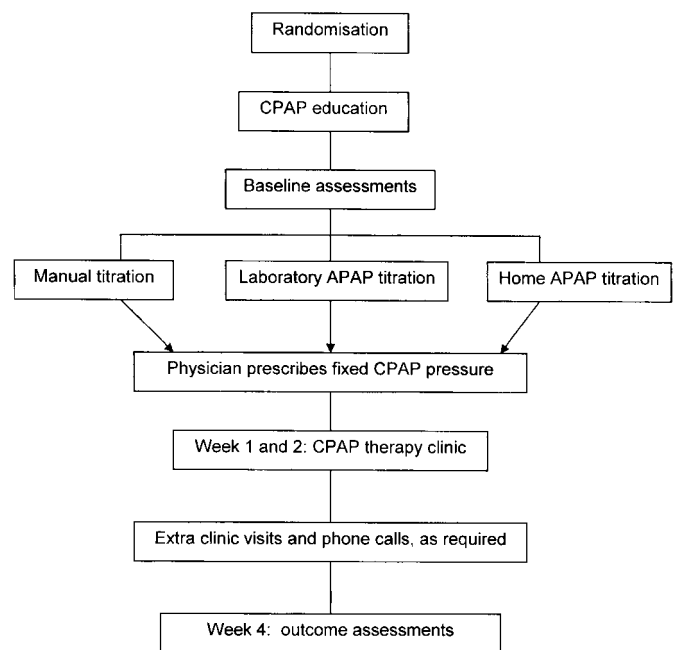 Randomisation
CPAP education
Baseline assessments
Manual titration
Laboratory APAP titration
Home APAP titration
Physician prescribes fixed CPAP pressure
Week 1 and 2: CPAP therapy clinic
Extra clinic visits and phone calls, as required
Week 4: outcome assessments